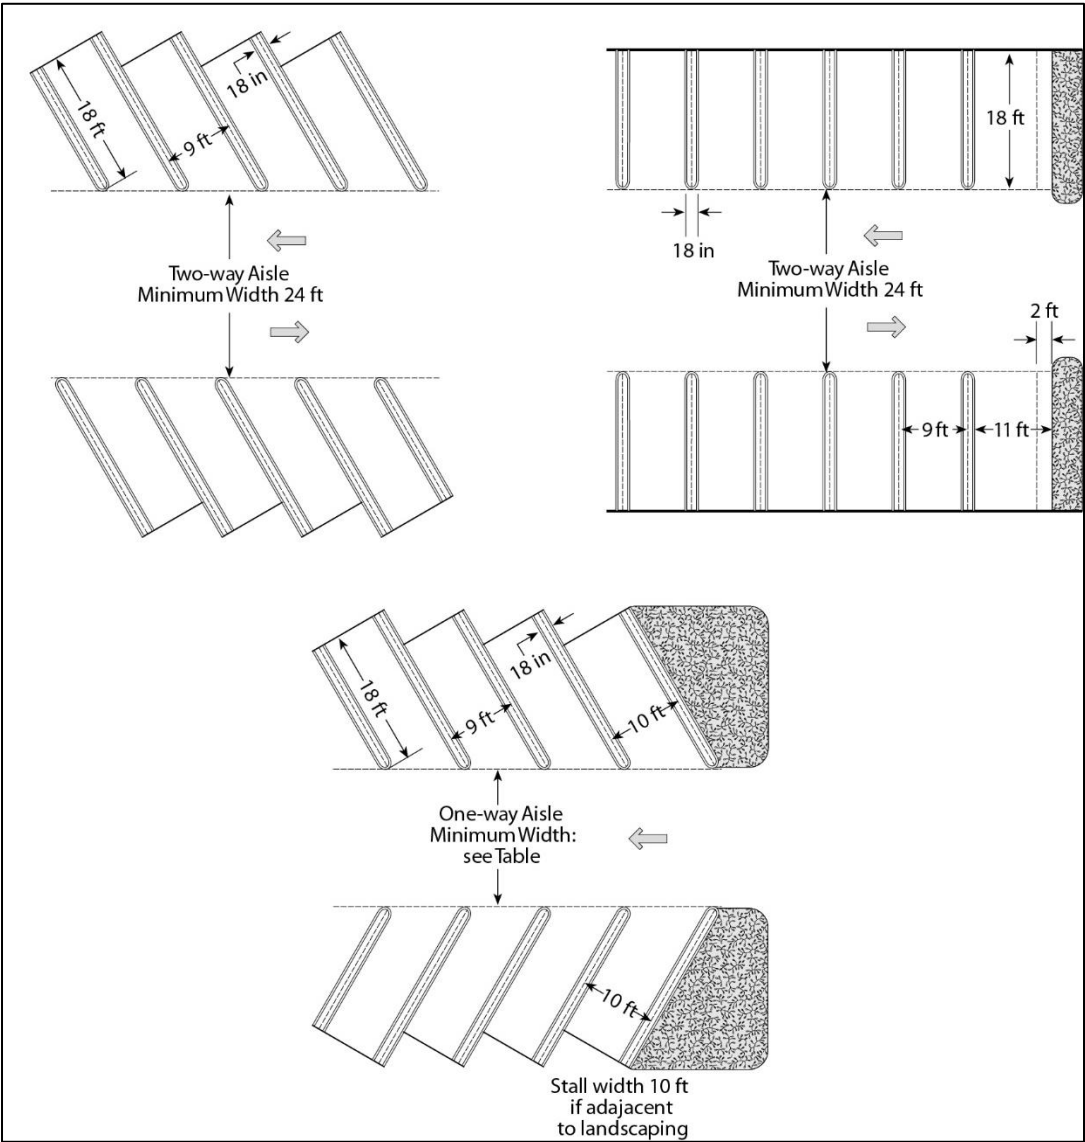 18 ft
9 ft
18 in
Two-way Aisle
Minimum Width 24 ft
18 ft
18 in
Two-way Aisle
Minimum Width 24 ft
2 ft
9 ft
11 ft
18 ft
9 ft
18 in
10 ft
One-way Aisle
Minimum Width:
see Table
10 ft
Stall width 10 ft
if adajacent
to landscaping